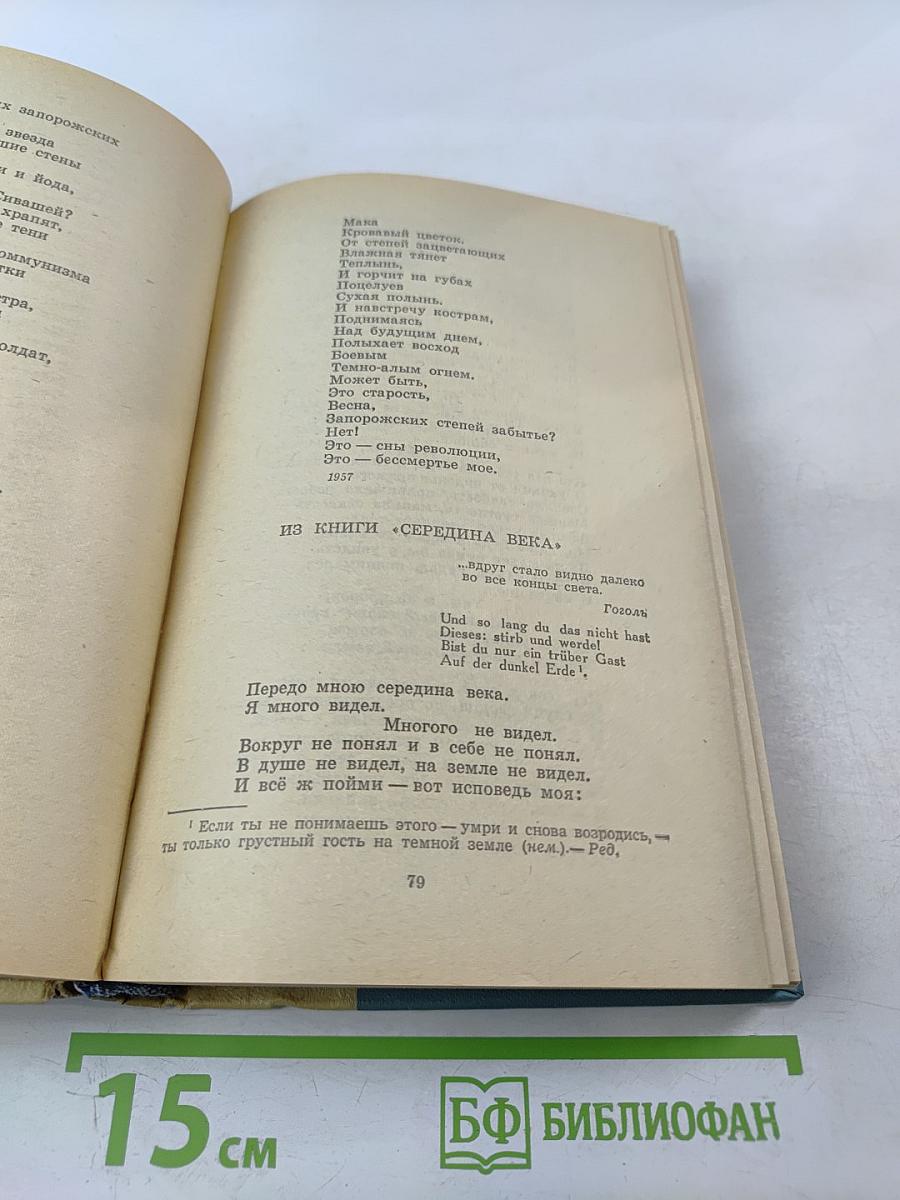 запорожских
звезда
стены
и йода,
Сивашей?
храпят,
тени
коммунизма
солдат,
Мака
Кровавый цветок.
От степей зацветающих
Влажная тянет
Теплынь,
И горчит на губах
Поцелуев
Сухая полынь.
И навстречу кострам,
Поднимаясь
Над будущим днем,
Полыхает восход
Боевым
Темно-алым огнем.
Может быть,
Это старость,
Весна,
Запорожских степей забытье?
Нет!
Это — сны революции,
Это — бессмертье мое.
1957
ИЗ КНИГИ «СЕРЕДИНА ВЕКА»
...вдруг стало видно далеко
во все концы света.
Гоголь
Und so lang du das nicht hast
Dieses: stirb und werde!
Bist du nur ein trüber Gast
Auf der dunkel Erde¹.
Передо мною середина века.
Я много видел.
Многого не видел.
Вокруг не понял и в себе не понял.
В душе не видел, на земле не видел.
И всё ж пойми — вот исповедь моя:
¹ Если ты не понимаешь этого — умри и снова возродись, —
ты только грустный гость на темной земле (нем.).— Ред.
79
15 см
БФ БИБЛИОФАН